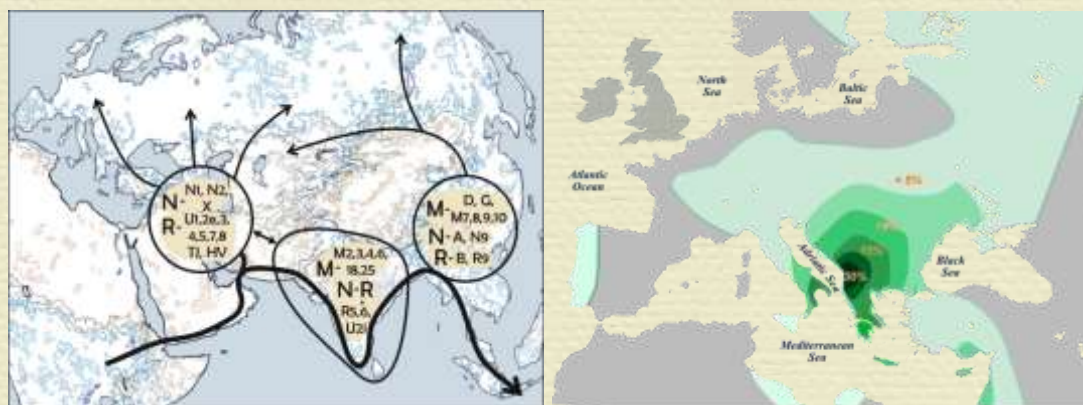 N1, N2,
X
N-
R-
U1,2e,3,
4,5,7,8
TJ, HV
M-
M2,3,4,6,
18,25
N-R
R5,6,
U2i
M-
D, G,
M7,8,9,10
N- A, N9
R- B, R9
North
Sea
Baltic
Sea
Atlantic
Ocean
Adriatic Sea
Black
Sea
Mediterranean
Sea